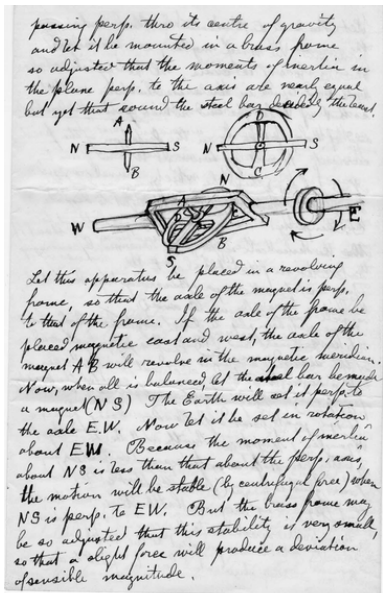 passing perp. thro its centre of gravity
and let it be mounted in a brass frame
so adjusted that the moments of inertia in
the plane perp. to the axis are nearly equal
but yet that round the steel bar the least.
A
N S
B
N S
C
W A N E
S B
Let this apparatus be placed in a revolving
frame, so that the axle of the magnet is perp.
to that of the frame. If the axle of the frame be
placed magnetic east and west, the axle of the
magnet A B will revolve in the magnetic meridian.
Now, when all is balanced, let the steel bar be made
a magnet (NS) The Earth will set it perp. to
the axle E.W. Now let it be set in rotation
about EW. Because the moment of inertia
about NS is less than that about the perp. axis,
the motion will be stable (by centrifugal force) when
NS is perp. to EW. But the brass frame may
be so adjusted that this stability is very small,
so that a slight force will produce a deviation
of sensible magnitude.